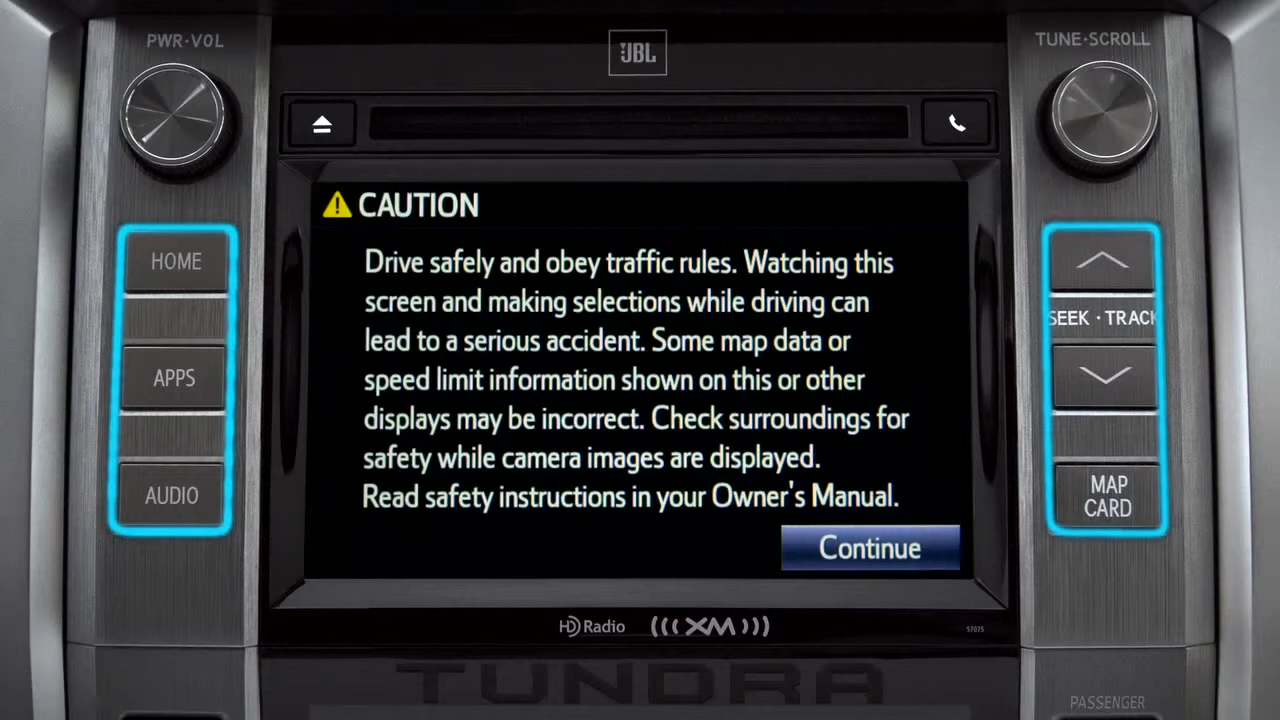 PWR·VOL
JBL
TUNE·SCROLL
CAUTION
HOME
Drive safely and obey traffic rules. Watching this
screen and making selections while driving can
SEEK · TRACK
lead to a serious accident. Some map data or
APPS
speed limit information shown on this or other
displays may be incorrect. Check surroundings for
safety while camera images are displayed.
AUDIO
Read safety instructions in your Owner's Manual.
MAP
CARD
Continue
HD Radio
((( XM )))
57075
TUNDRA
PASSENGER